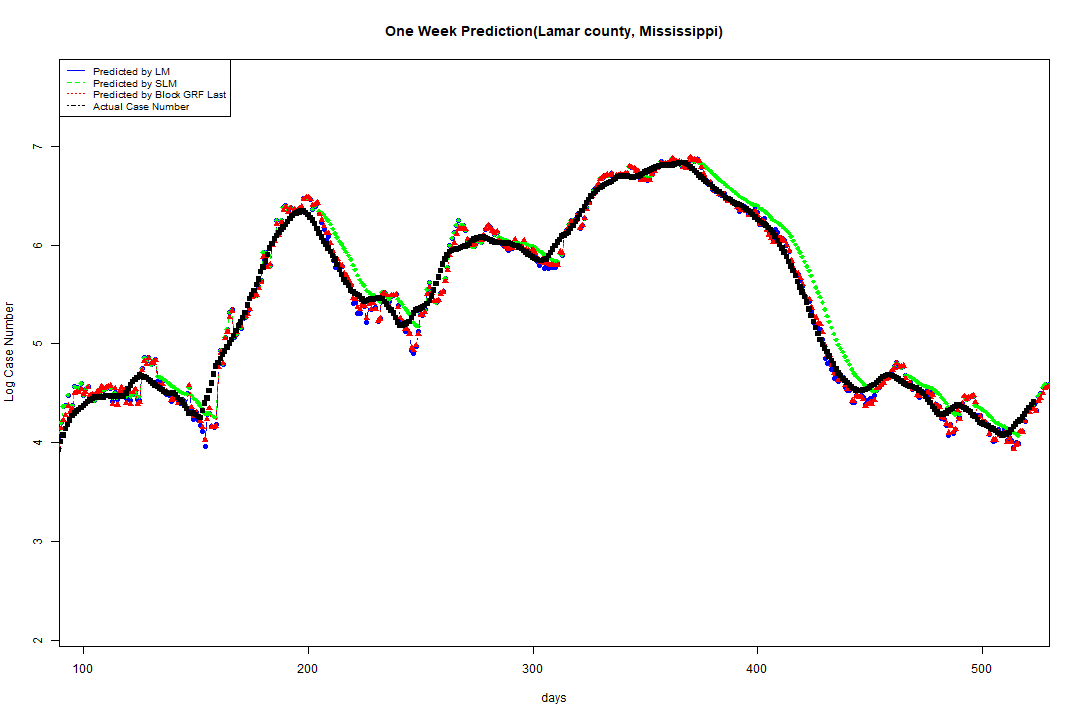 One Week Prediction(Lamar county, Mississippi)
Predicted by LM
Predicted by SLM
Predicted by Block GRF Last
Actual Case Number
7
6
5
4
3
2
Log Case Number
100 200 300 400 500
days